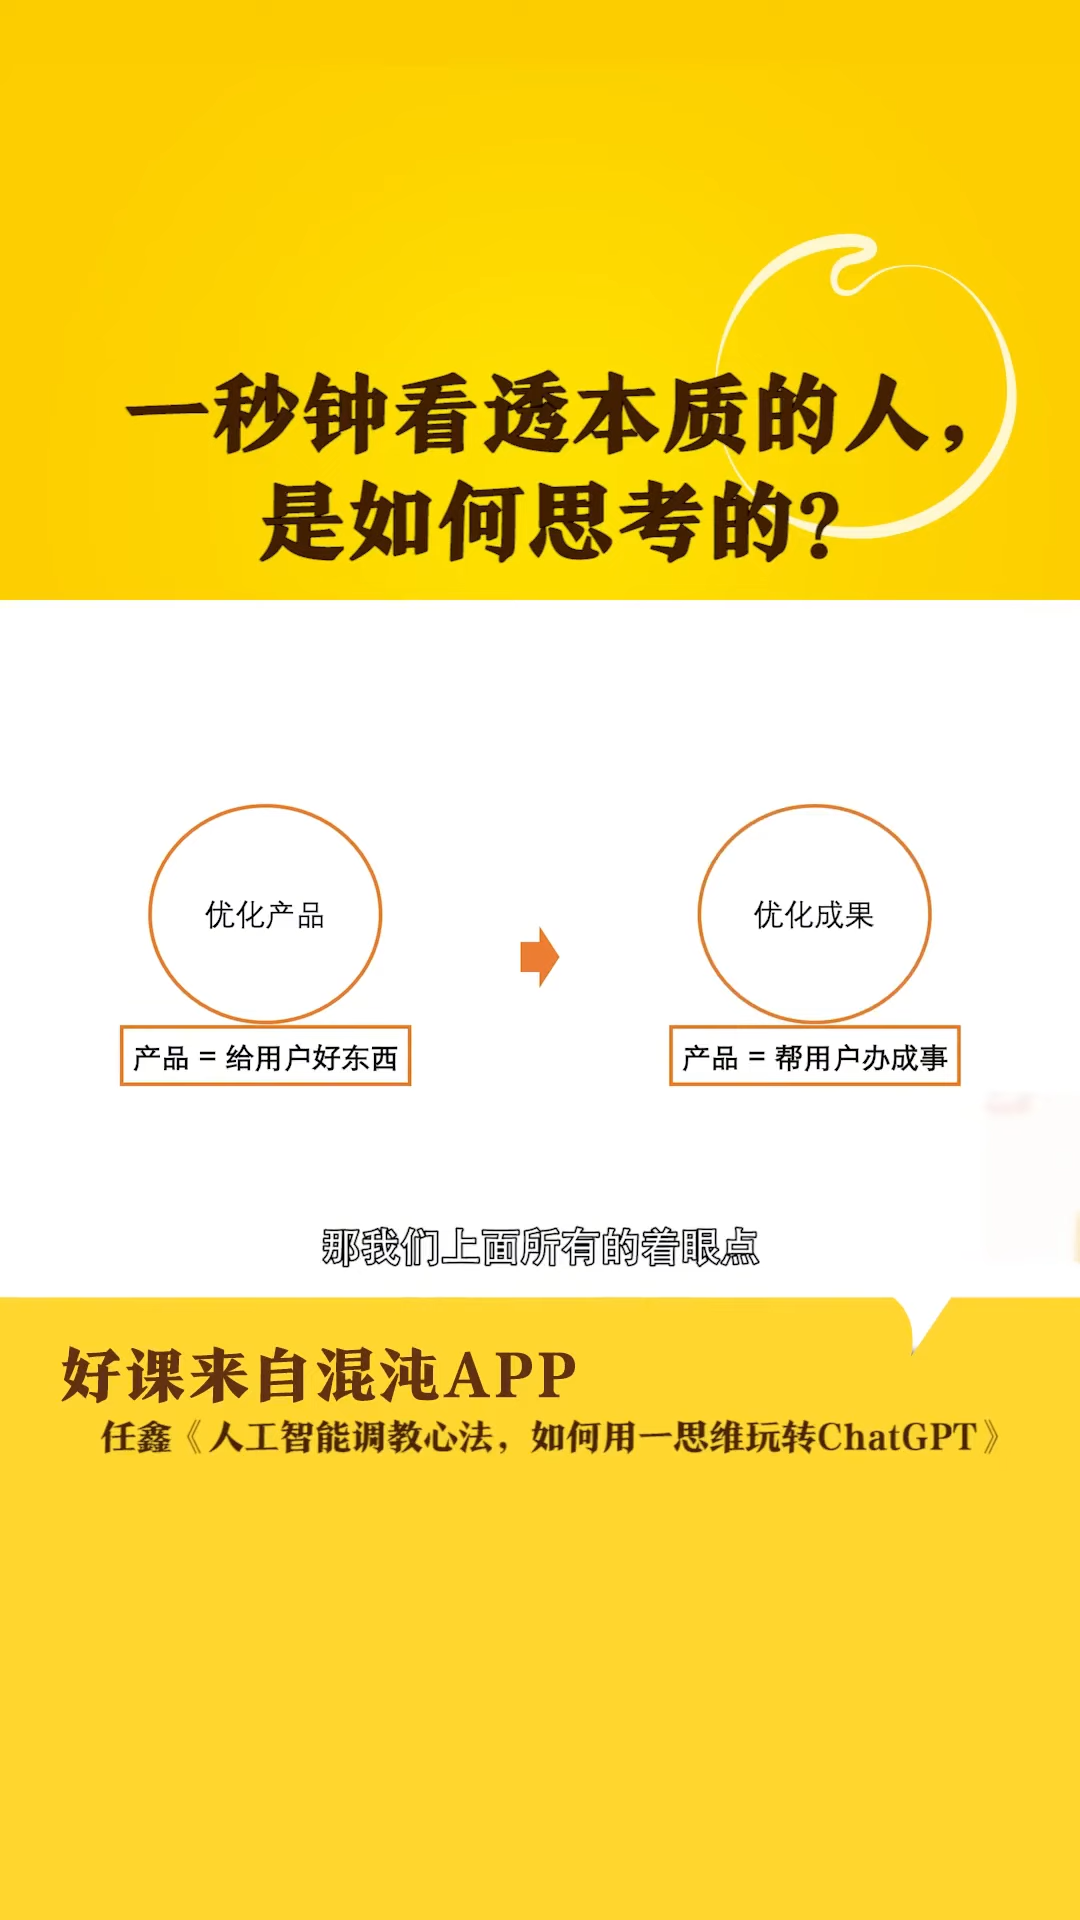 一秒钟看透本质的人，
是如何思考的？
优化产品
优化成果
产品 = 给用户好东西
产品 = 帮用户办成事
那我们上面所有的着眼点
好课来自混沌APP
任鑫《人工智能调教心法，如何用一思维玩转ChatGPT》